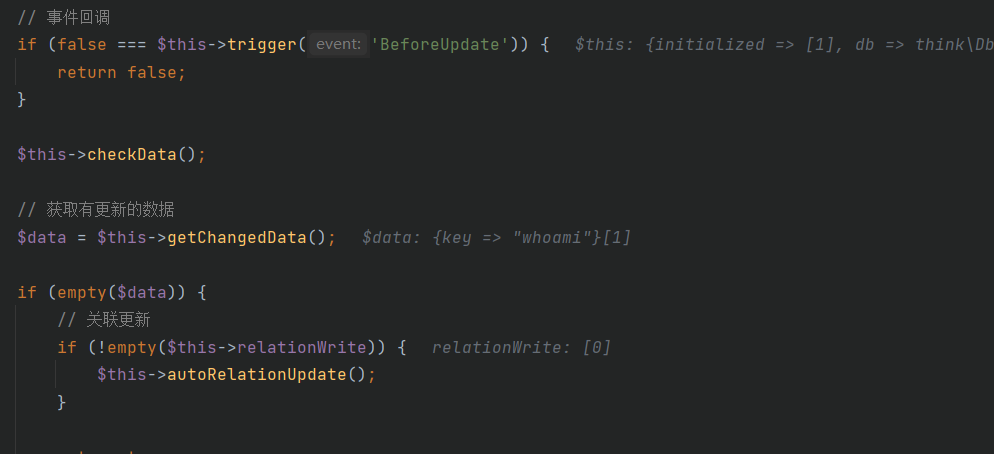 // 事件回调
if (false === $this->trigger( event: 'BeforeUpdate')) {   $this: {initialized => [1], db => think\Db
return false;
}
$this->checkData();
// 获取有更新的数据
$data = $this->getChangedData();   $data: {key => "whoami"}[1]
if (empty($data)) {
// 关联更新
if (!empty($this->relationWrite)) {   relationWrite: [0]
$this->autoRelationUpdate();
}